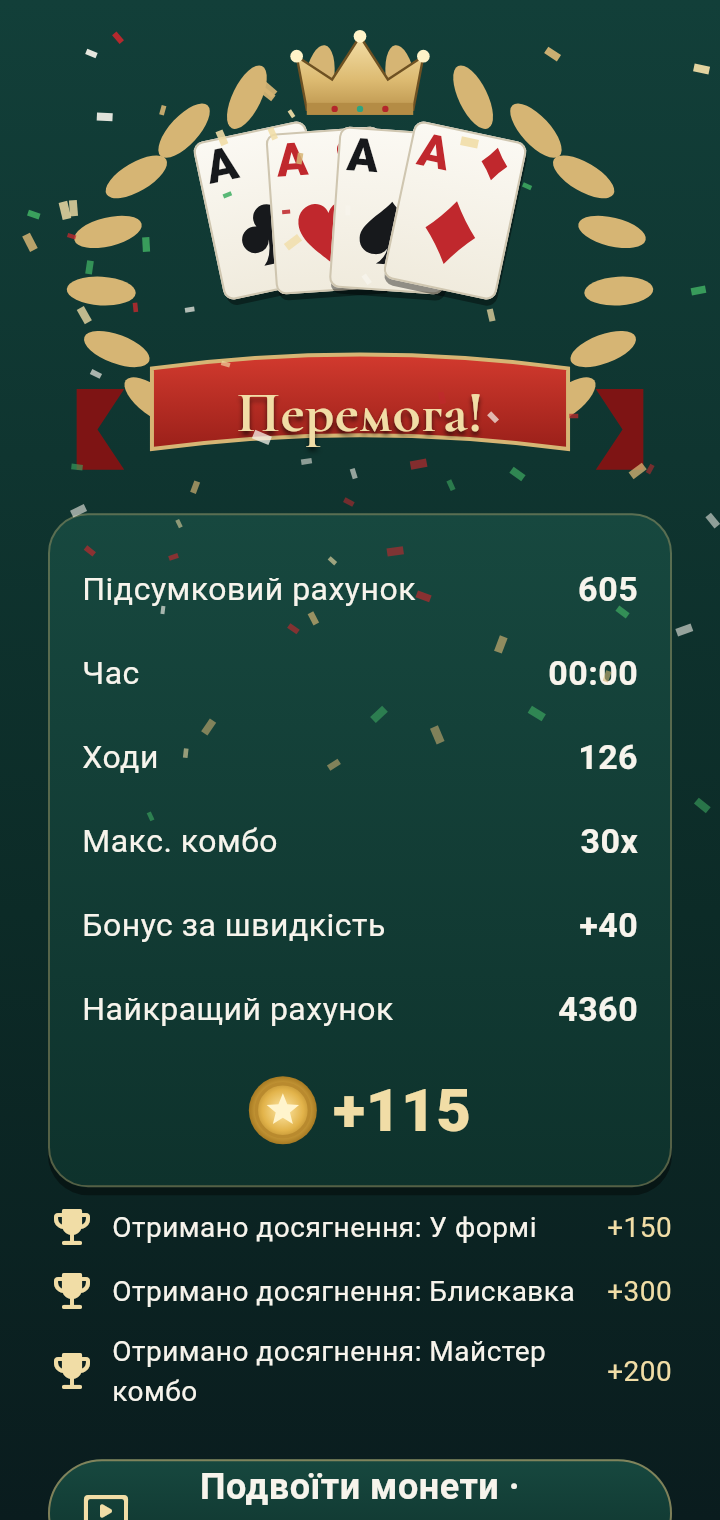 A A A A
Перемога!
Підсумковий рахунок 605
Час 00:00
Ходи 126
Макс. комбо 30x
Бонус за швидкість +40
Найкращий рахунок 4360
+115
Отримано досягнення: У формі +150
Отримано досягнення: Блискавка +300
Отримано досягнення: Майстер
комбо +200
Подвоїти монети ·